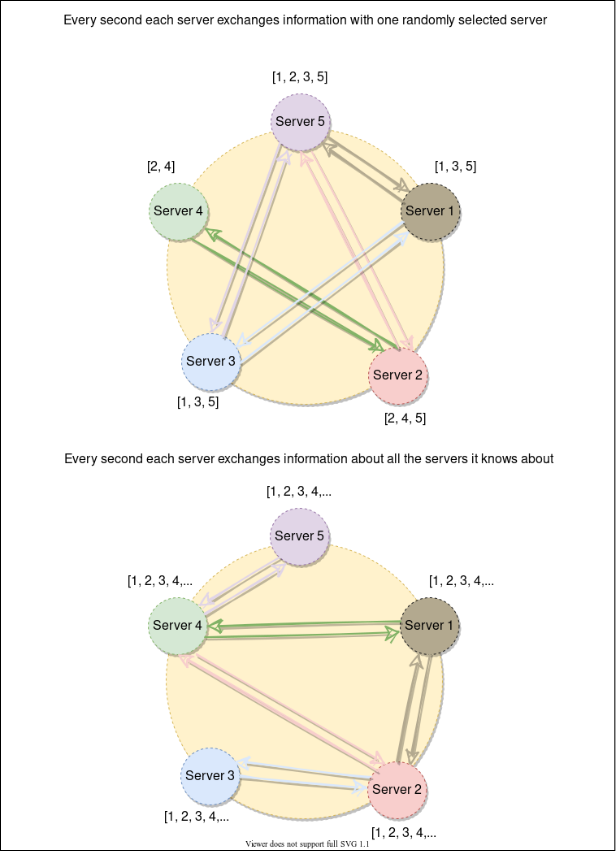 Every second each server exchanges information with one randomly selected server
[1, 2, 3, 5]
Server 5
[2, 4]
[1, 3, 5]
Server 4
Server 1
Server 3
Server 2
[1, 3, 5]
[2, 4, 5]
Every second each server exchanges information about all the servers it knows about
[1, 2, 3, 4,...
Server 5
[1, 2, 3, 4,...
[1, 2, 3, 4,...
Server 4
Server 1
Server 3
Server 2
[1, 2, 3, 4,...
[1, 2, 3, 4,...
Viewer does not support full SVG 1.1